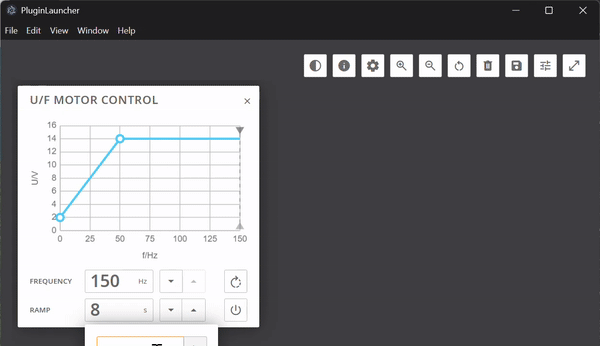 PluginLauncher
File Edit View Window Help
U/F MOTOR CONTROL
16
14
12
10
8
6
4
2
0
U/V
0 25 50 75 100 125 150
f/Hz
FREQUENCY 150 Hz
RAMP 8 s